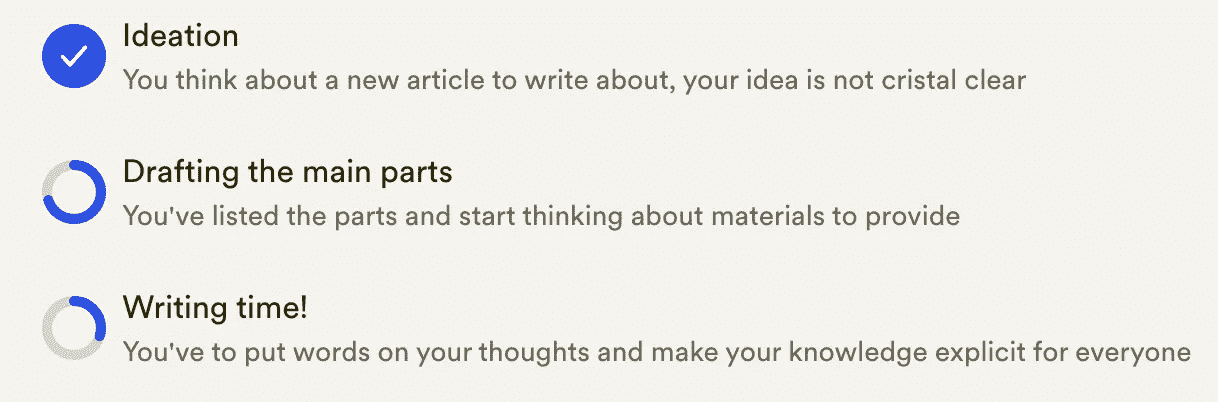 Ideation
You think about a new article to write about, your idea is not cristal clear
Drafting the main parts
You've listed the parts and start thinking about materials to provide
Writing time!
You've to put words on your thoughts and make your knowledge explicit for everyone